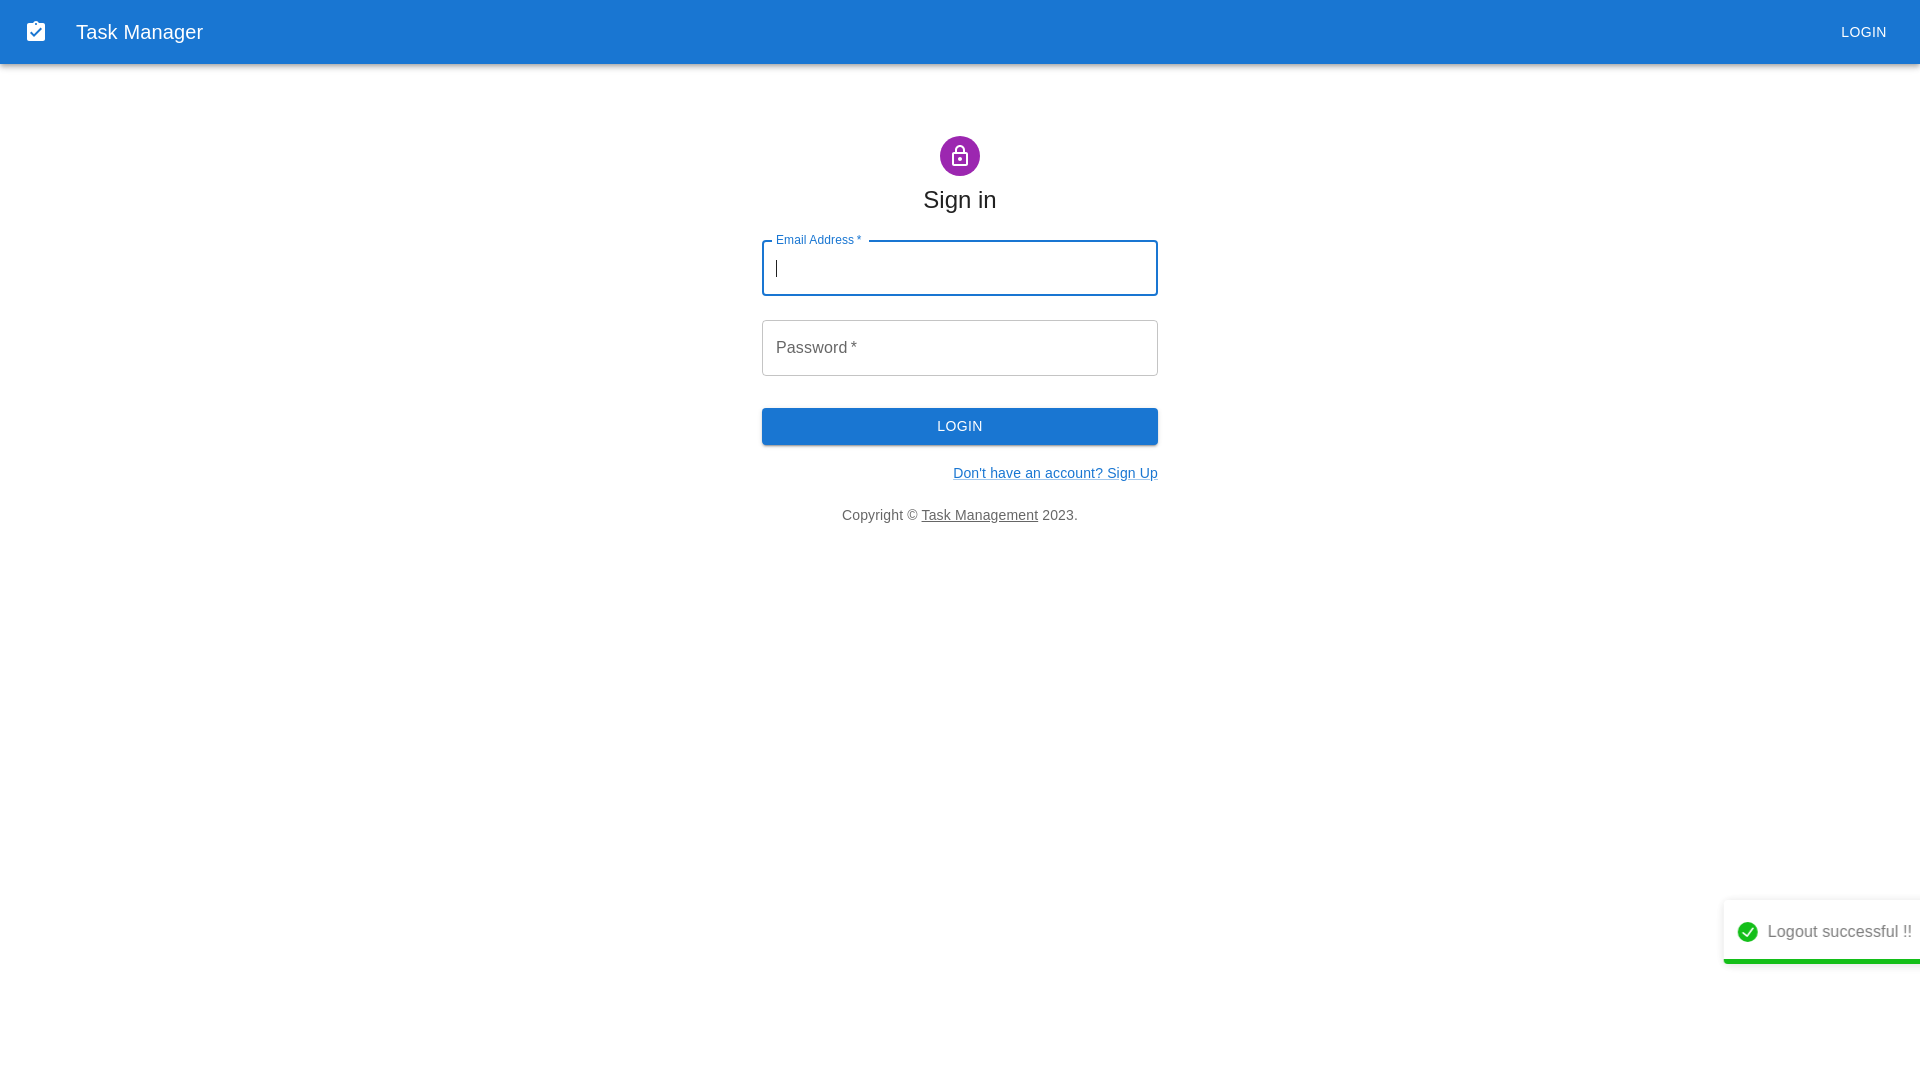 Task Manager
LOGIN
Sign in
Email Address *
Password *
LOGIN
Don't have an account? Sign Up
Copyright © Task Management 2023.
Logout successful !!